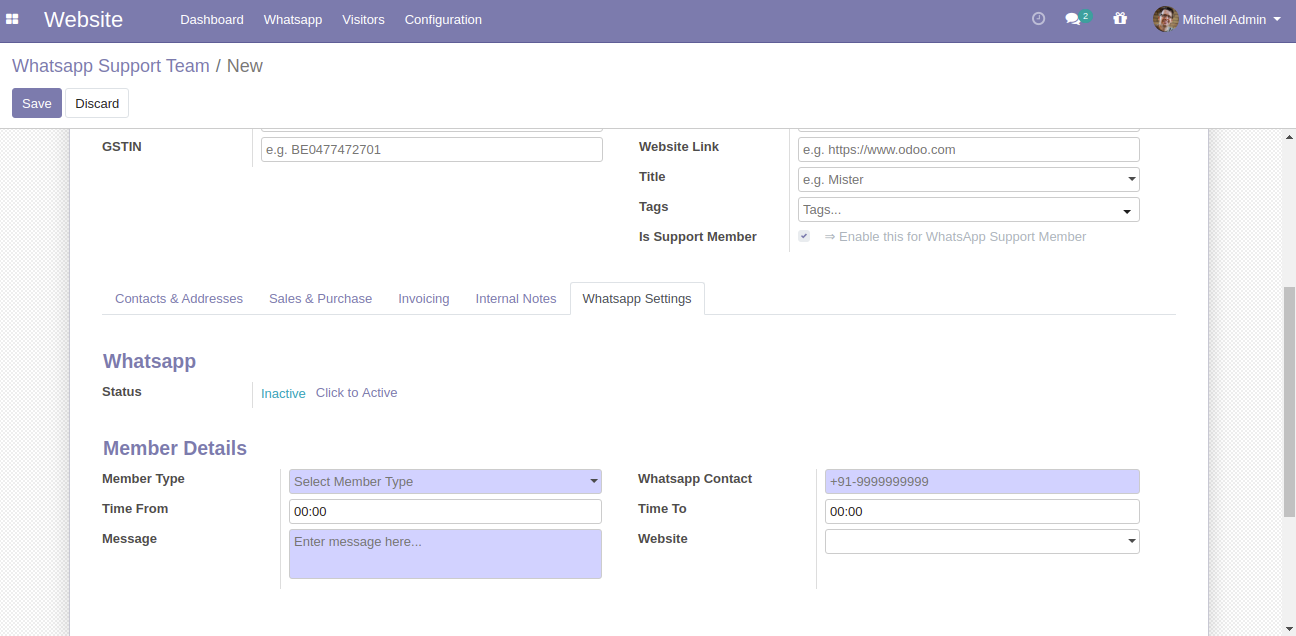 Website Dashboard Whatsapp Visitors Configuration 2 Mitchell Admin
Whatsapp Support Team / New
Save Discard
GSTIN e.g. BE0477472701 Website Link e.g. https://www.odoo.com
Title e.g. Mister
Tags Tags...
Is Support Member ⇒ Enable this for WhatsApp Support Member
Contacts & Addresses Sales & Purchase Invoicing Internal Notes Whatsapp Settings
Whatsapp
Status Inactive Click to Active
Member Details
Member Type Select Member Type Whatsapp Contact +91-9999999999
Time From 00:00 Time To 00:00
Message Enter message here... Website